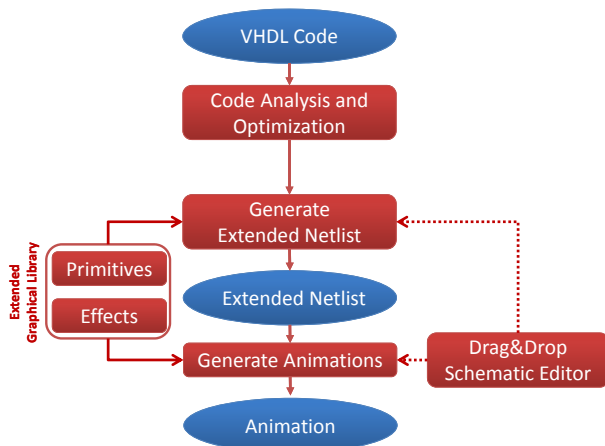 VHDL Code
Code Analysis and
Optimization
Generate
Extended Netlist
Extended
Graphical Library
Primitives
Effects
Extended Netlist
Generate Animations
Drag&Drop
Schematic Editor
Animation